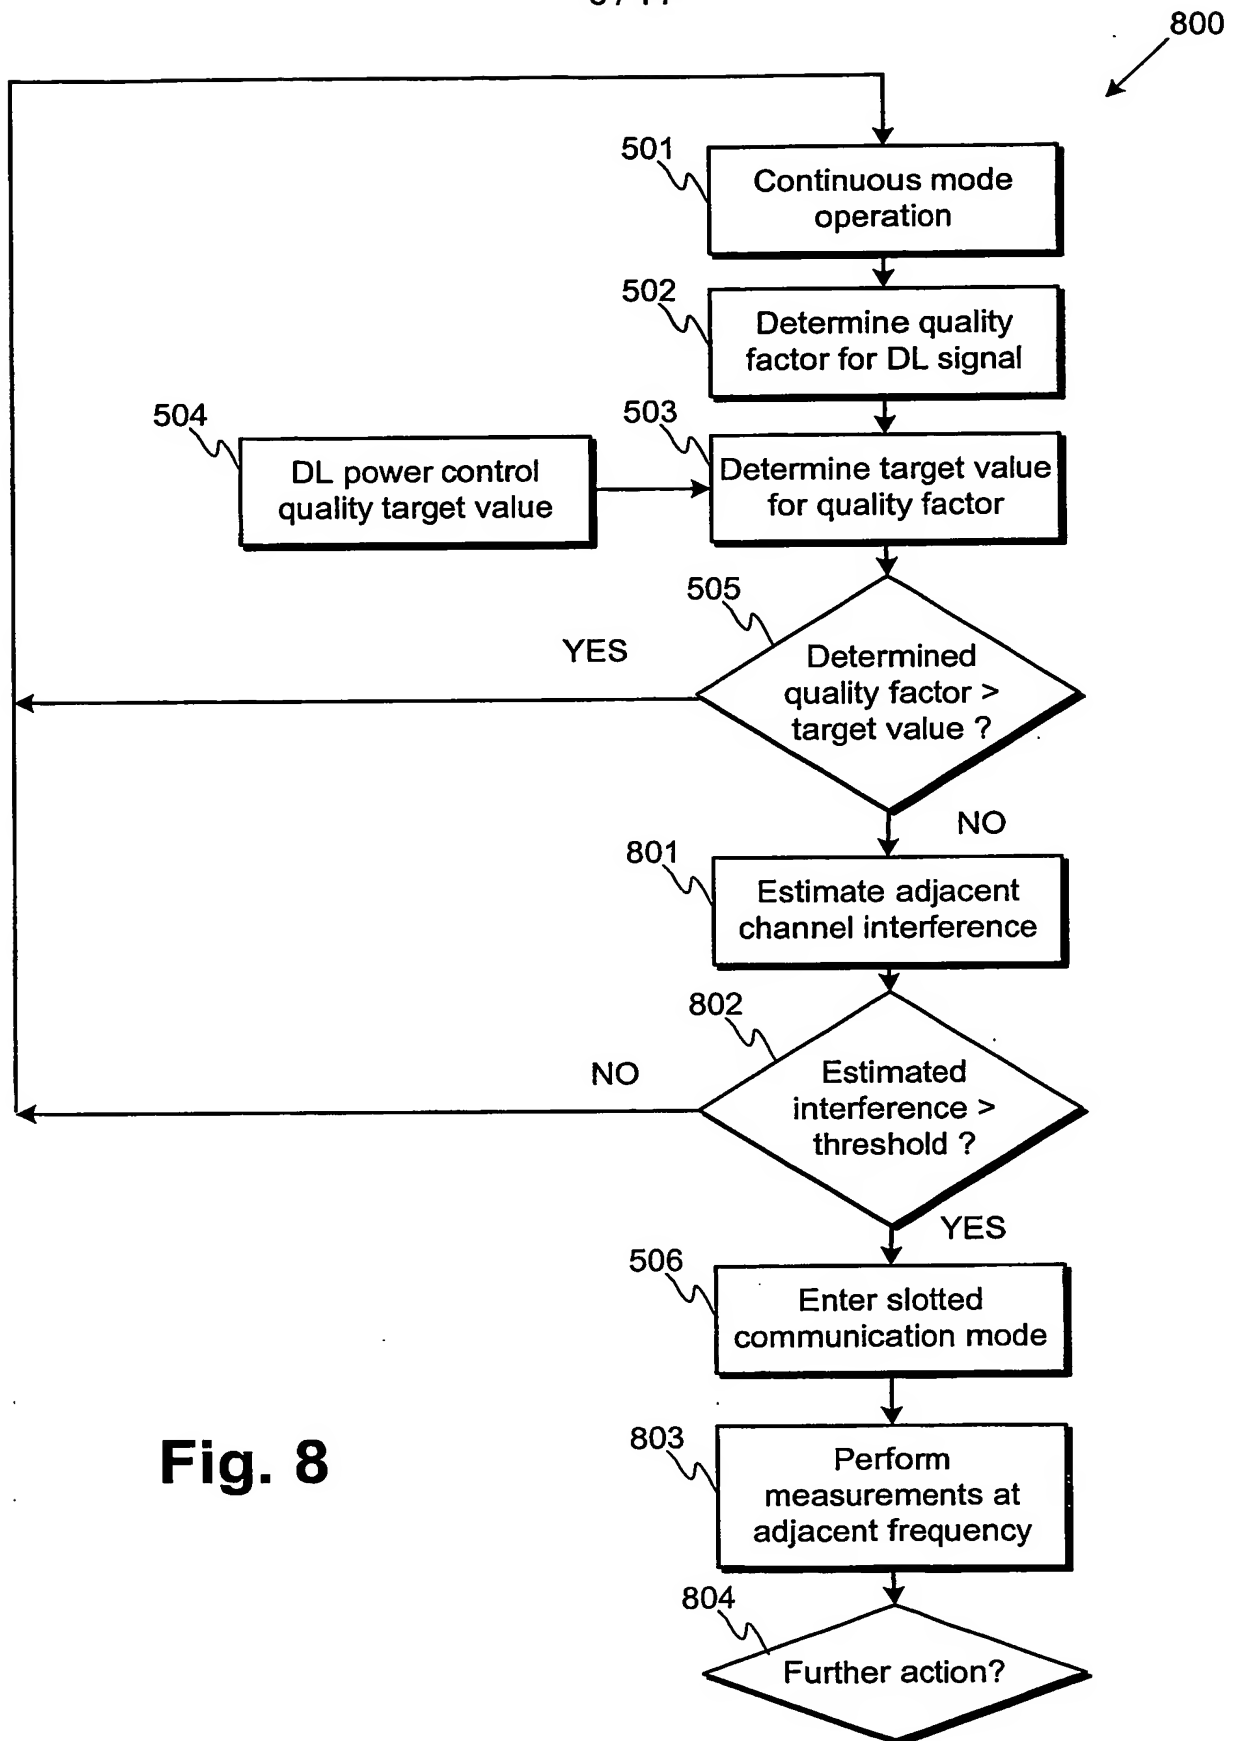 800
501
Continuous mode
operation
502
Determine quality
factor for DL signal
504
DL power control
quality target value
503
Determine target value
for quality factor
505
Determined
quality factor >
target value ?
YES
NO
801
Estimate adjacent
channel interference
802
Estimated
interference >
threshold ?
NO
YES
506
Enter slotted
communication mode
803
Perform
measurements at
adjacent frequency
804
Further action?
Fig. 8